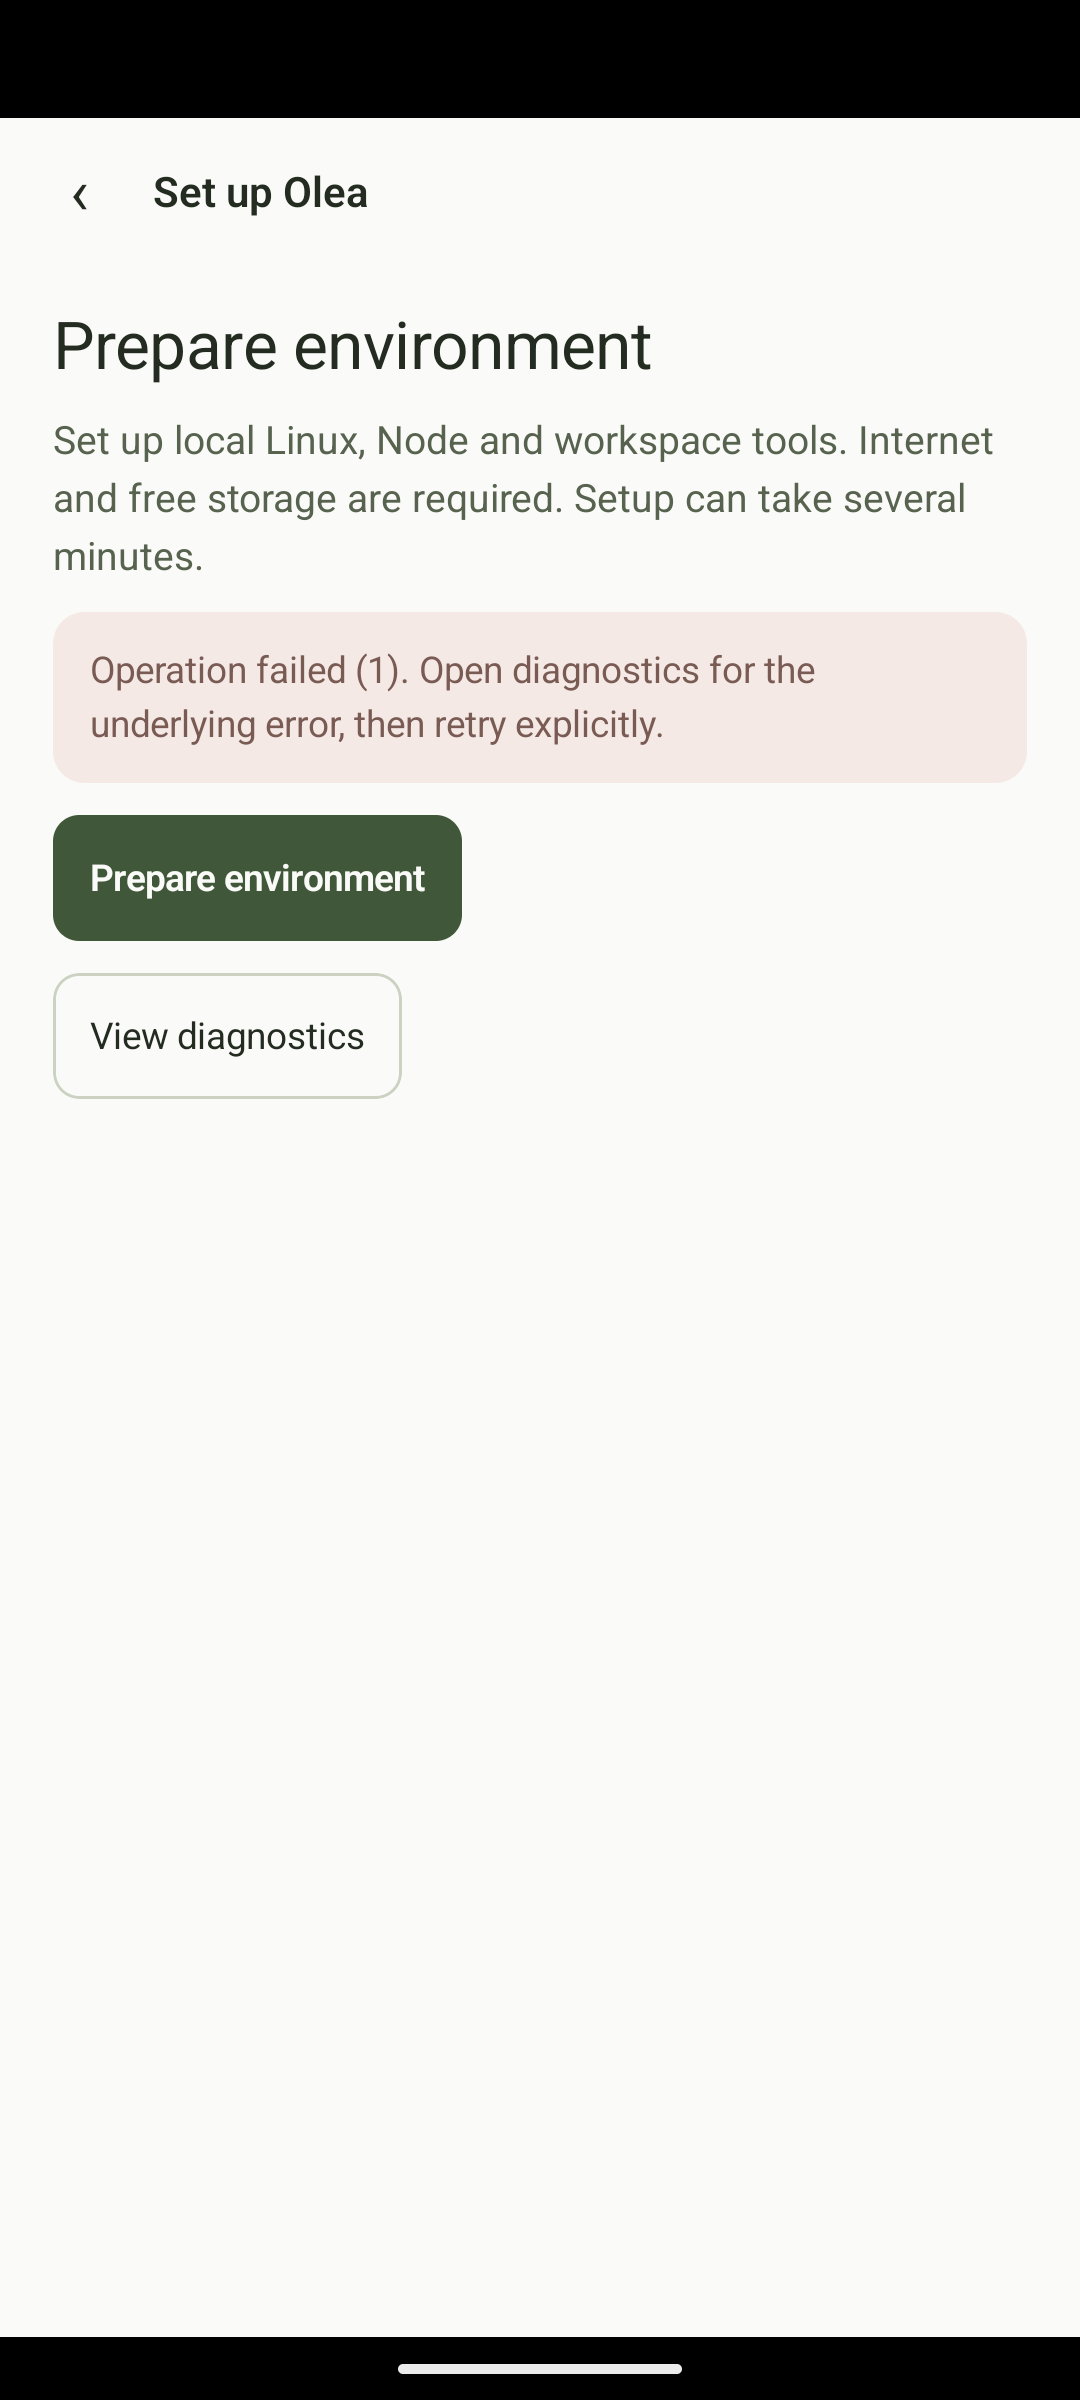 ‹ Set up Olea
Prepare environment
Set up local Linux, Node and workspace tools. Internet
and free storage are required. Setup can take several
minutes.
Operation failed (1). Open diagnostics for the
underlying error, then retry explicitly.
Prepare environment
View diagnostics